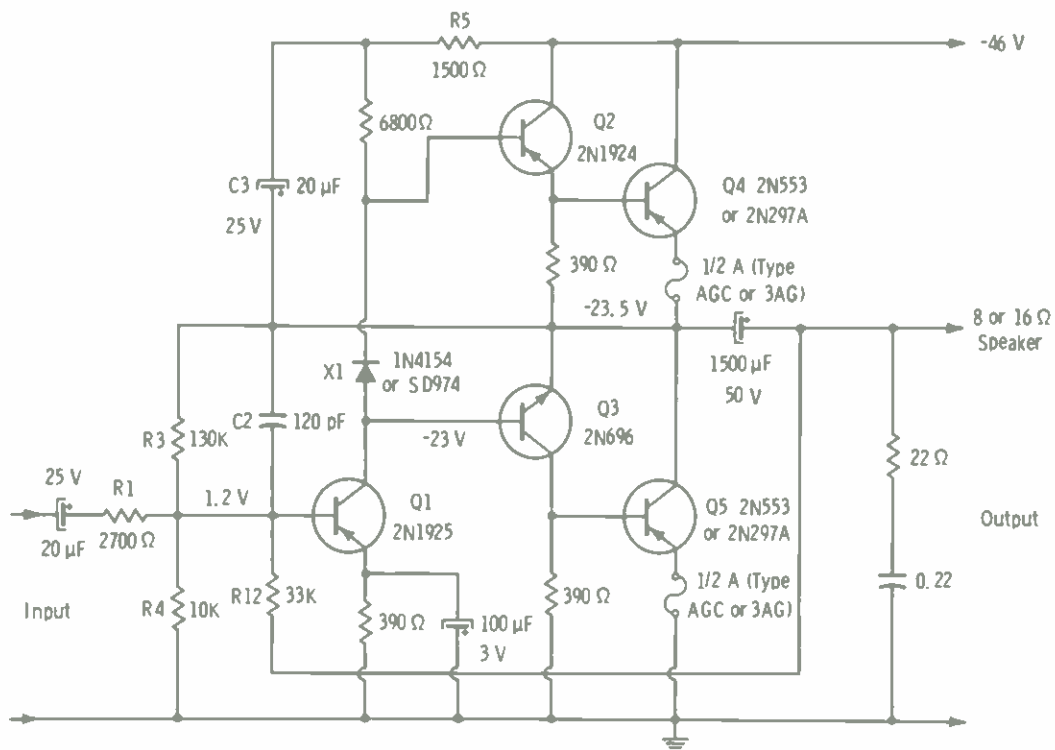 R5
1500 Ω
-46 V
6800Ω
Q2
2N1924
C3
20 µF
25 V
Q4 2N553
or 2N297A
390 Ω
1/2 A (Type
AGC or 3AG)
-23.5 V
8 or 16 Ω
Speaker
X1
1N4154
or SD974
1500 µF
50 V
C2
120 pF
-23 V
Q3
2N696
R3
130K
22 Ω
25 V
R1
1.2 V
Q1
2N1925
Q5 2N553
or 2N297A
20 µF
2700 Ω
Output
Input
R4
10K
R12
33K
390 Ω
100 µF
3 V
390 Ω
1/2 A (Type
AGC or 3AG)
0.22